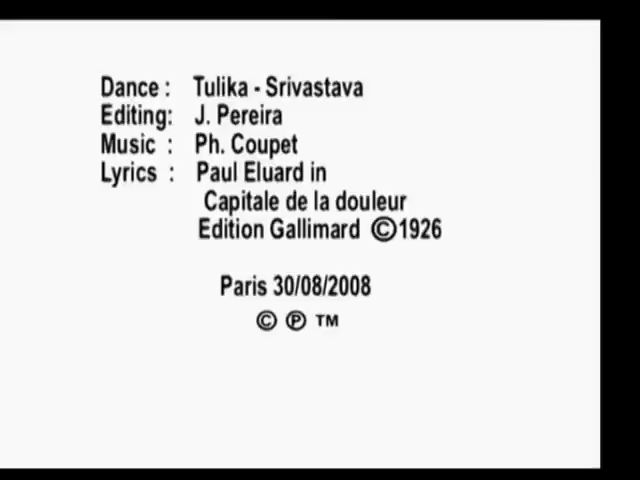 Dance : Tulika - Srivastava
Editing: J. Pereira
Music : Ph. Coupet
Lyrics : Paul Eluard in
Capitale de la douleur
Edition Gallimard ©1926
Paris 30/08/2008
© ℗ ™